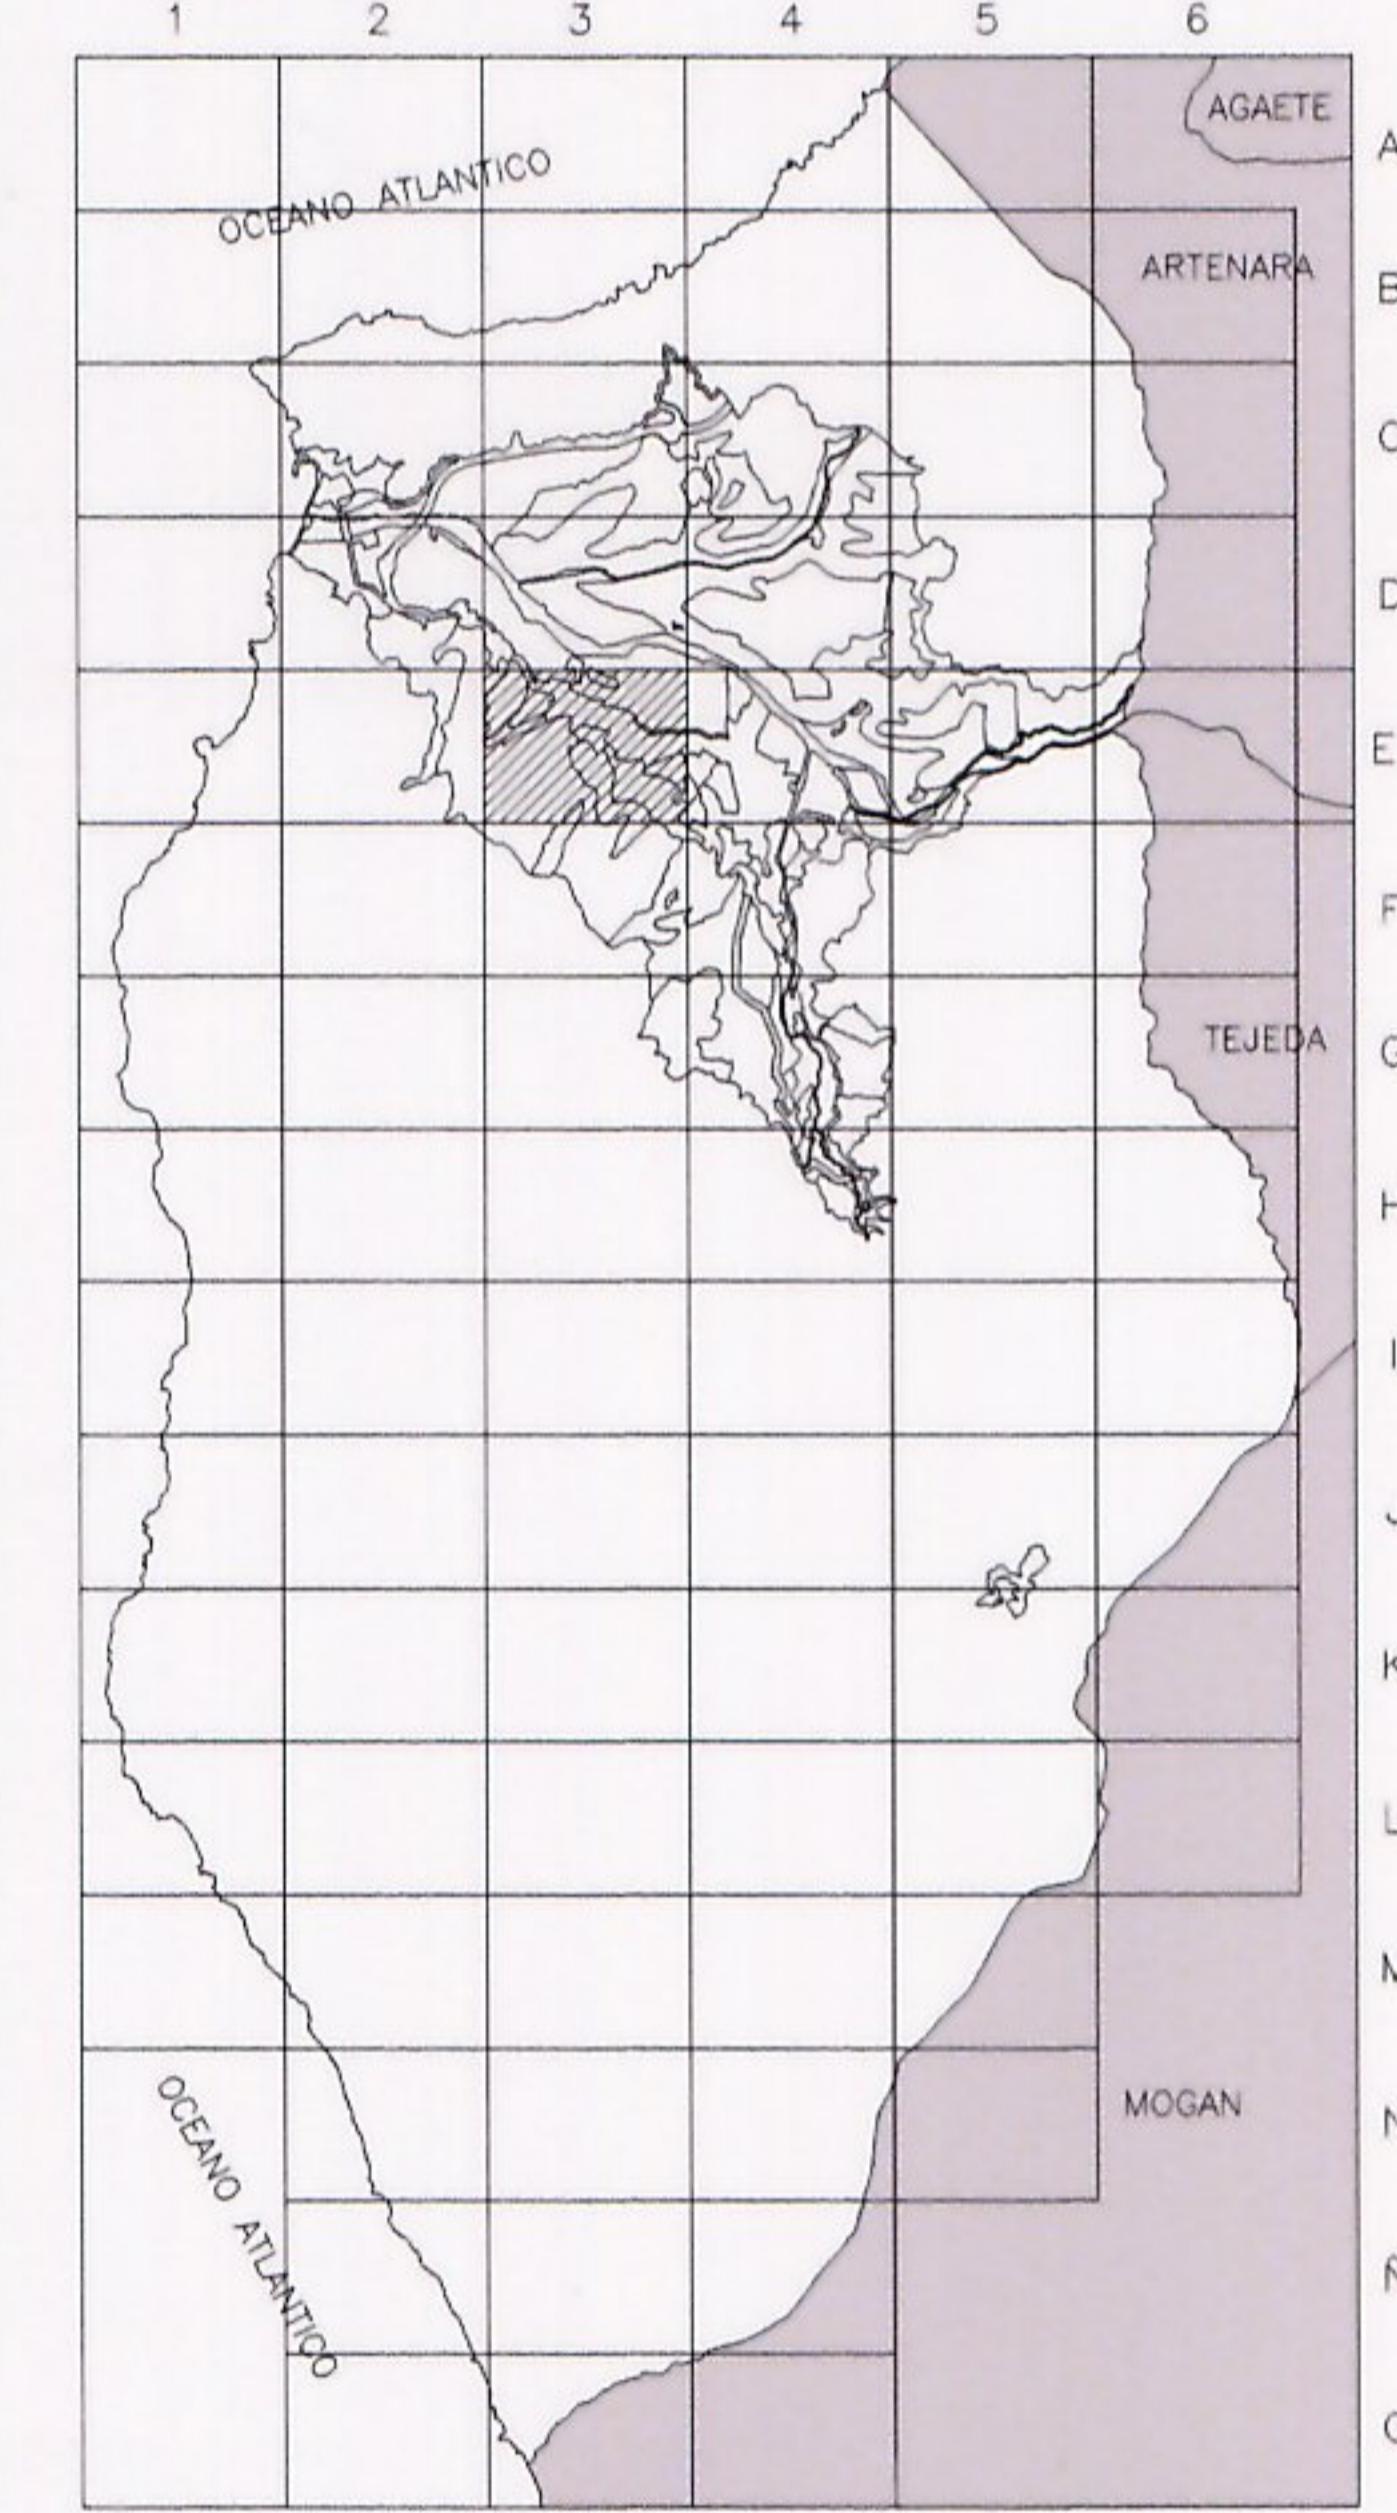 1 2 3 4 5 6
AGAETE
A
OCEANO ATLANTICO
ARTENARA
B
C
D
E
F
TEJEDA
G
H
I
J
K
L
M
MOGAN
N
OCEANO ATLANTICO
Ñ
O